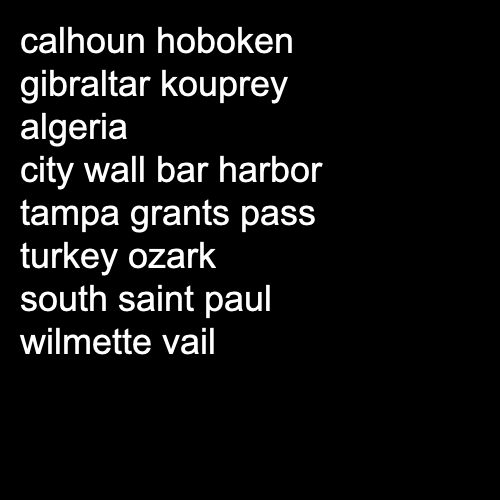 calhoun hoboken
gibraltar kouprey
algeria
city wall bar harbor
tampa grants pass
turkey ozark
south saint paul
wilmette vail